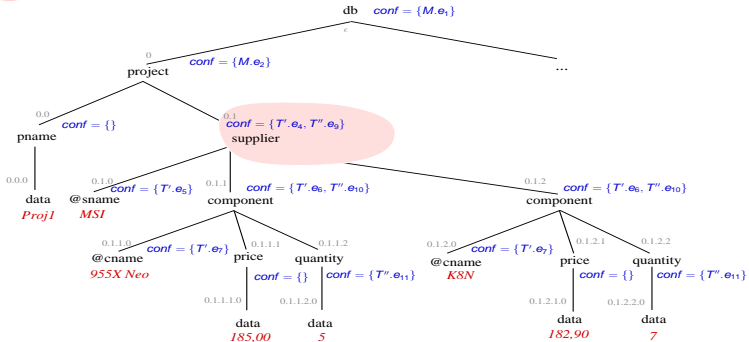 db conf = {M.e₁}
ε
0
conf = {M.e₂}
project
...
0.0
0.1
conf = {}
conf = {T'.e₄, T''.e₉}
pname
supplier
0.0.0
0.1.0
conf = {T'.e₅}
0.1.1
conf = {T'.e₆, T''.e₁₀}
0.1.2
conf = {T'.e₆, T''.e₁₀}
data
@sname
component
component
Proj1
MSI
0.1.1.0
conf = {T'.e₇}
0.1.1.1
0.1.1.2
0.1.2.0
conf = {T'.e₇}
0.1.2.1
0.1.2.2
@cname
price
quantity
@cname
price
quantity
955X Neo
conf = {}
conf = {T''.e₁₁}
K8N
conf = {}
conf = {T''.e₁₁}
0.1.1.1.0
0.1.1.2.0
0.1.2.1.0
0.1.2.2.0
data
data
data
data
185,00
5
182,90
7